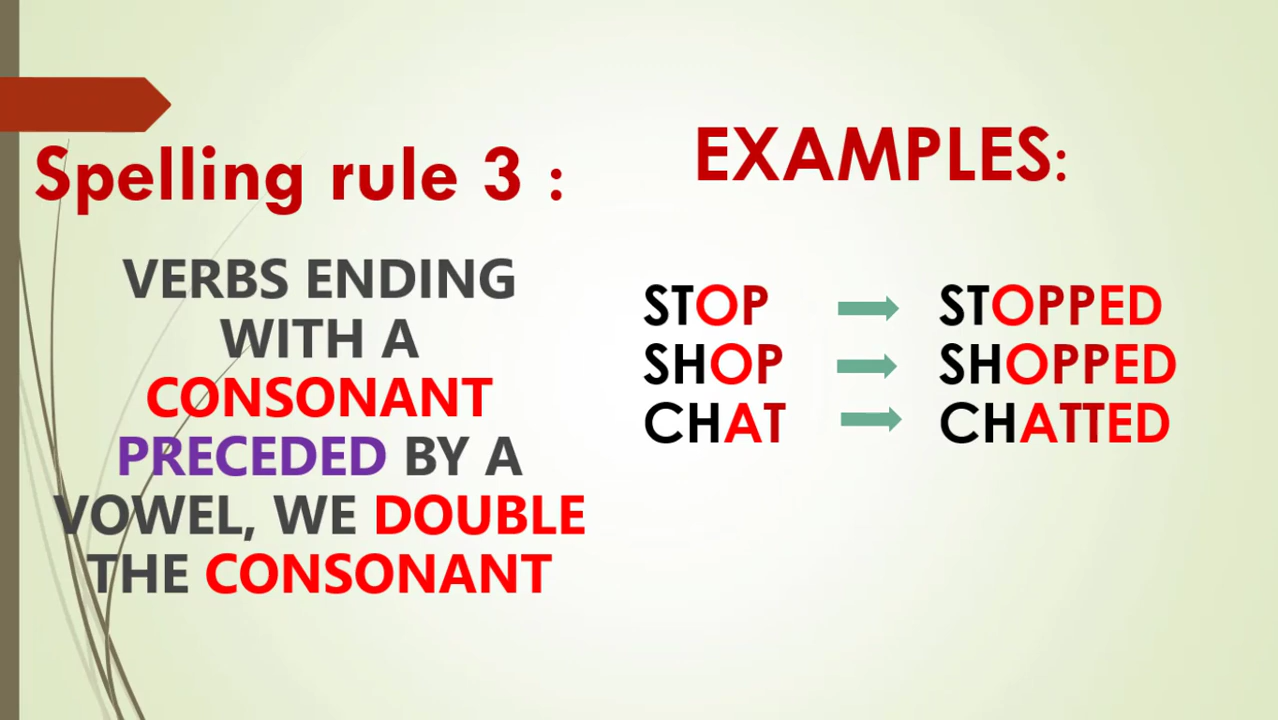 Spelling rule 3 :
VERBS ENDING
WITH A
CONSONANT
PRECEDED BY A
VOWEL, WE DOUBLE
THE CONSONANT
EXAMPLES:
STOP STOPPED
SHOP SHOPPED
CHAT CHATTED